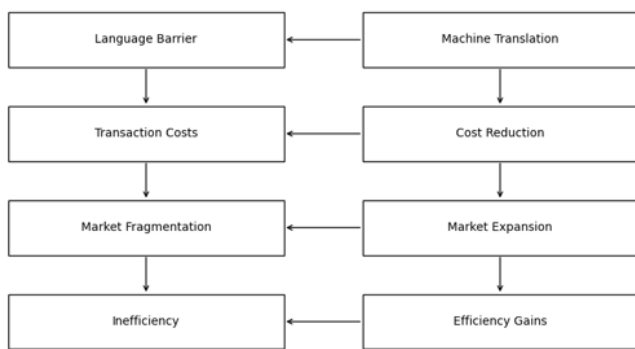 Language Barrier
Machine Translation
Transaction Costs
Cost Reduction
Market Fragmentation
Market Expansion
Inefficiency
Efficiency Gains